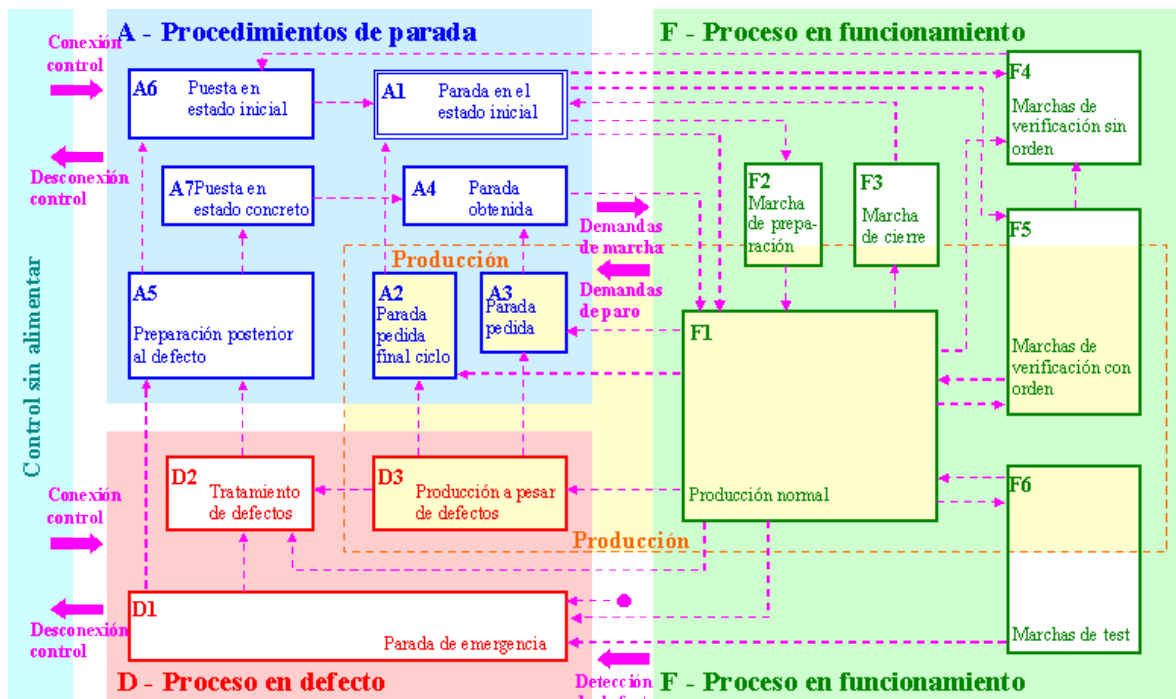 Control sin alimentar
Conexión
control
Desconexión
control
Conexión
control
Desconexión
control
A - Procedimientos de parada
A6
Puesta en
estado inicial
A1
Parada en el
estado inicial
A7
Puesta en
estado concreto
A4
Parada
obtenida
Producción
A5
Preparación posterior
al defecto
A2
Parada
pedida
final ciclo
A3
Parada
pedida
Demandas
de marcha
Demandas
de paro
F - Proceso en funcionamiento
F4
Marchas de
verificación sin
orden
F2
Marcha
de prepa-
ración
F3
Marcha
de cierre
F5
Marchas de
verificación con
orden
F1
Producción normal
F6
Marchas de test
D2
Tratamiento
de defectos
D3
Producción a pesar
de defectos
Producción
D1
Parada de emergencia
D - Proceso en defecto
Detección
F - Proceso en funcionamiento